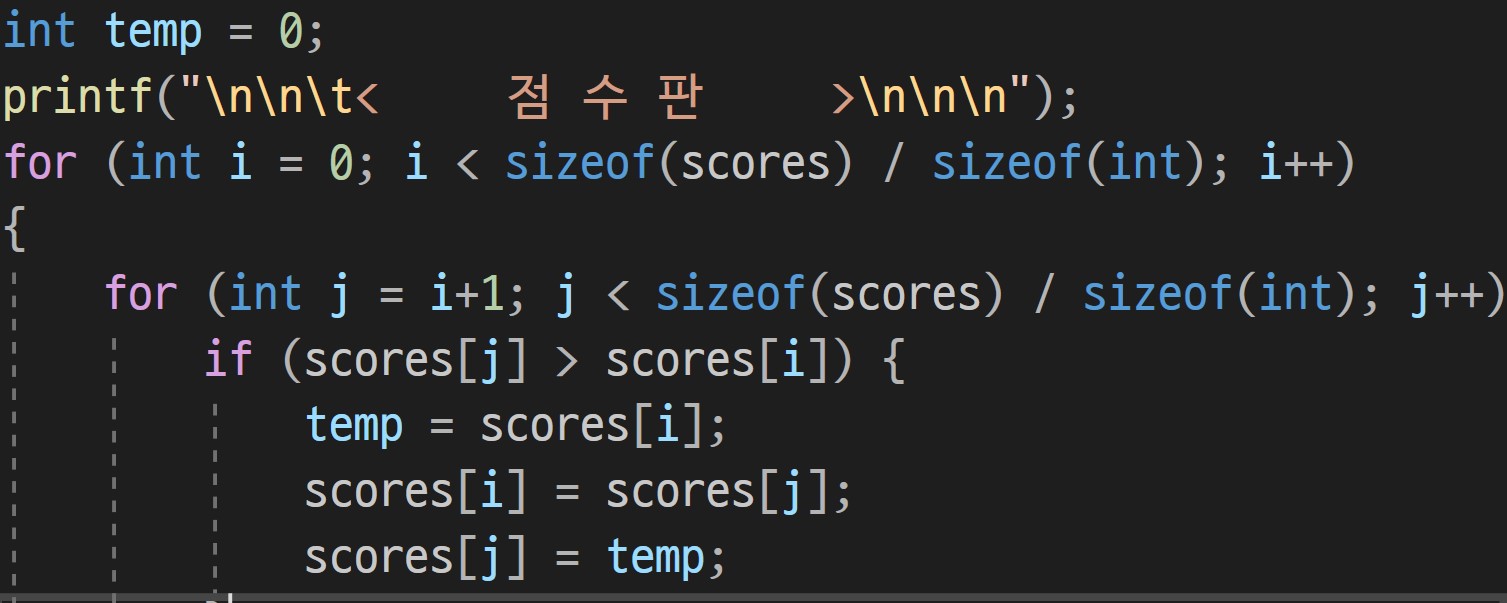 int temp = 0;
printf("\n\n\t<     점 수 판     >\n\n\n");
for (int i = 0; i < sizeof(scores) / sizeof(int); i++)
{
    for (int j = i+1; j < sizeof(scores) / sizeof(int); j++)
        if (scores[j] > scores[i]) {
            temp = scores[i];
            scores[i] = scores[j];
            scores[j] = temp;